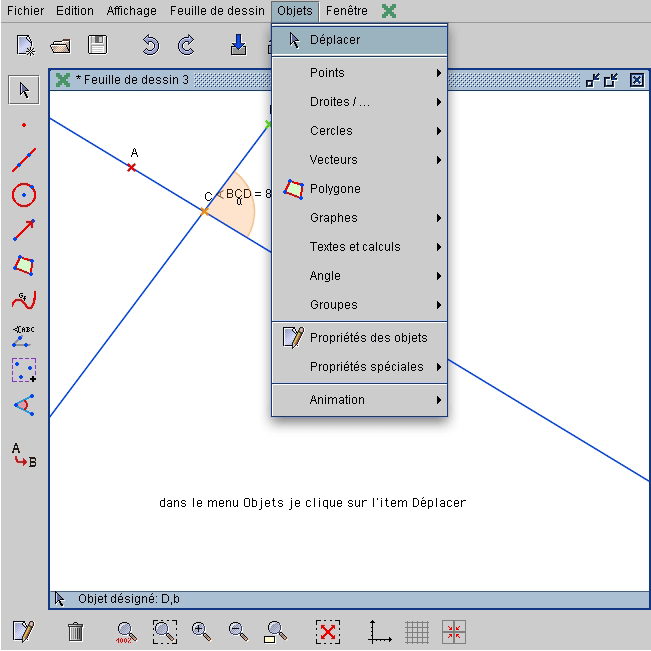 Fichier Edition Affichage Feuille de dessin Objets Fenêtre
* Feuille de dessin 3
Déplacer
Points
Droites / ...
Cercles
Vecteurs
Polygone
Graphes
Textes et calculs
Angle
Groupes
Propriétés des objets
Propriétés spéciales
Animation
A
C
∢BCD = 8
α
ABC
A
B
dans le menu Objets je clique sur l'item Déplacer
Objet désigné: D,b
100%